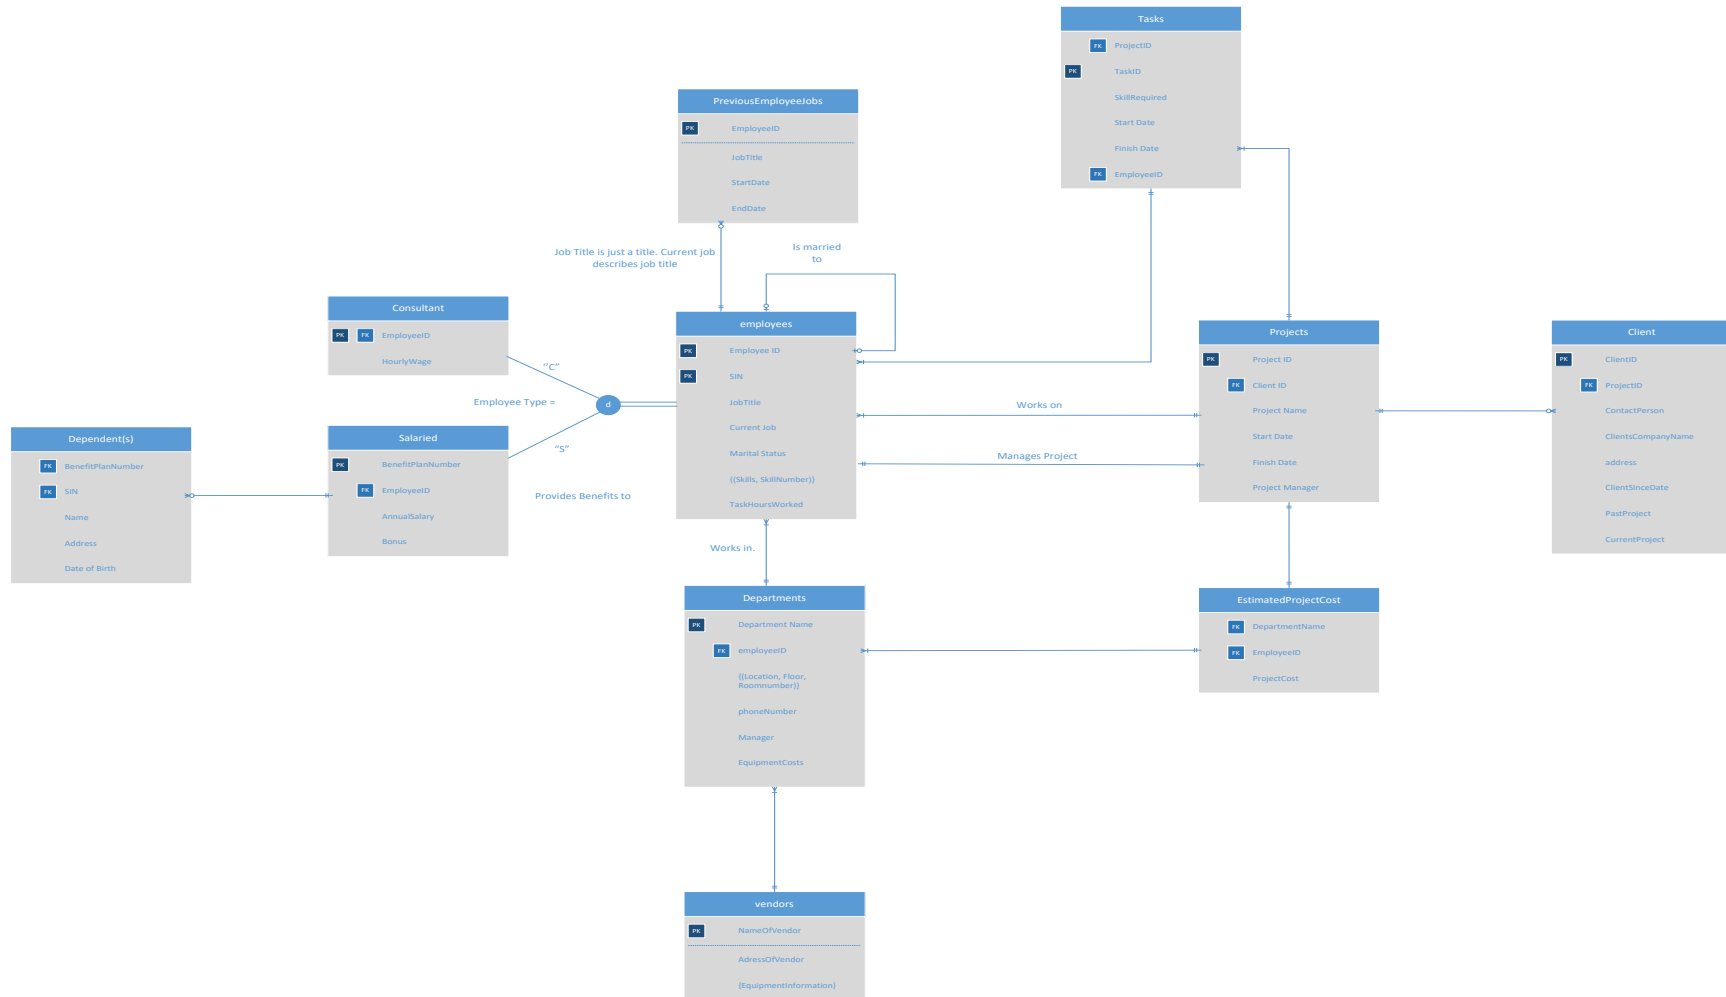 Tasks
FK ProjectID
PK TaskID
SkillRequired
Start Date
Finish Date
FK EmployeeID
PreviousEmployeeJobs
PK EmployeeID
JobTitle
StartDate
EndDate
Job Title is just a title. Current job
describes job title
Is married
to
Consultant
PK FK EmployeeID
HourlyWage
"C"
Employee Type =
d
"S"
employees
PK Employee ID
PK SIN
JobTitle
Current Job
Marital Status
{(Skills, SkillNumber)}
TaskHoursWorked
Works on
Manages Project
Projects
PK Project ID
FK Client ID
Project Name
Start Date
Finish Date
Project Manager
Client
PK ClientID
FK ProjectID
ContactPerson
ClientsCompanyName
address
ClientSinceDate
PastProject
CurrentProject
Dependent(s)
FK BenefitPlanNumber
FK SIN
Name
Address
Date of Birth
Salaried
PK BenefitPlanNumber
FK EmployeeID
AnnualSalary
Bonus
Provides Benefits to
Works in.
Departments
PK Department Name
FK employeeID
{(Location, Floor,
Roomnumber)}
phoneNumber
Manager
EquipmentCosts
EstimatedProjectCost
FK DepartmentName
FK EmployeeID
ProjectCost
vendors
PK NameOfVendor
AdressOfVendor
{EquipmentInformation}